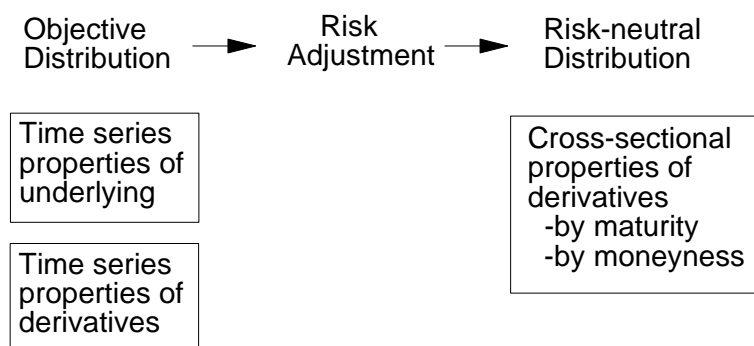 Objective
Distribution
Risk
Adjustment
Risk-neutral
Distribution
Time series
properties of
underlying
Cross-sectional
properties of
derivatives
-by maturity
-by moneyness
Time series
properties of
derivatives